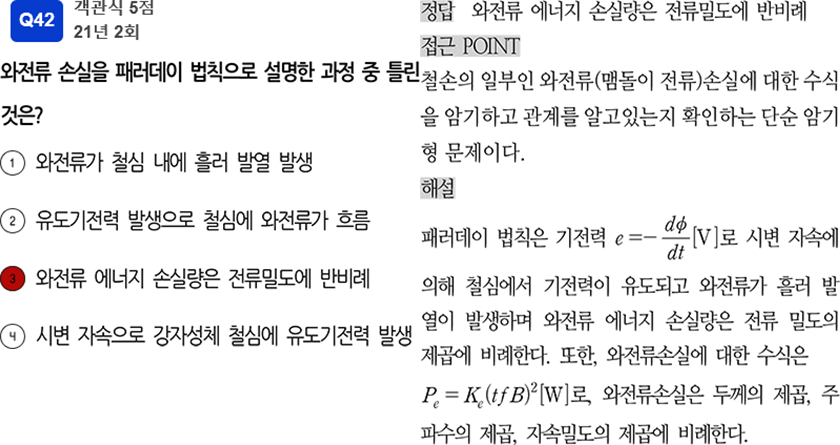 Q42
객관식 5점
21년 2회
와전류 손실을 패러데이 법칙으로 설명한 과정 중 틀린
것은?
① 와전류가 철심 내에 흘러 발열 발생
② 유도기전력 발생으로 철심에 와전류가 흐름
③ 와전류 에너지 손실량은 전류밀도에 반비례
④ 시변 자속으로 강자성체 철심에 유도기전력 발생
정답 와전류 에너지 손실량은 전류밀도에 반비례
접근 POINT
철손의 일부인 와전류(맴돌이 전류)손실에 대한 수식
을 암기하고 관계를 알고있는지 확인하는 단순 암기
형 문제이다.
해설
패러데이 법칙은 기전력 e=−dϕ/dt[V]로 시변 자속에
의해 철심에서 기전력이 유도되고 와전류가 흘러 발
열이 발생하며 와전류 에너지 손실량은 전류 밀도의
제곱에 비례한다. 또한, 와전류손실에 대한 수식은
Pₑ=Kₑ(tfB)²[W]로, 와전류손실은 두께의 제곱, 주
파수의 제곱, 자속밀도의 제곱에 비례한다.